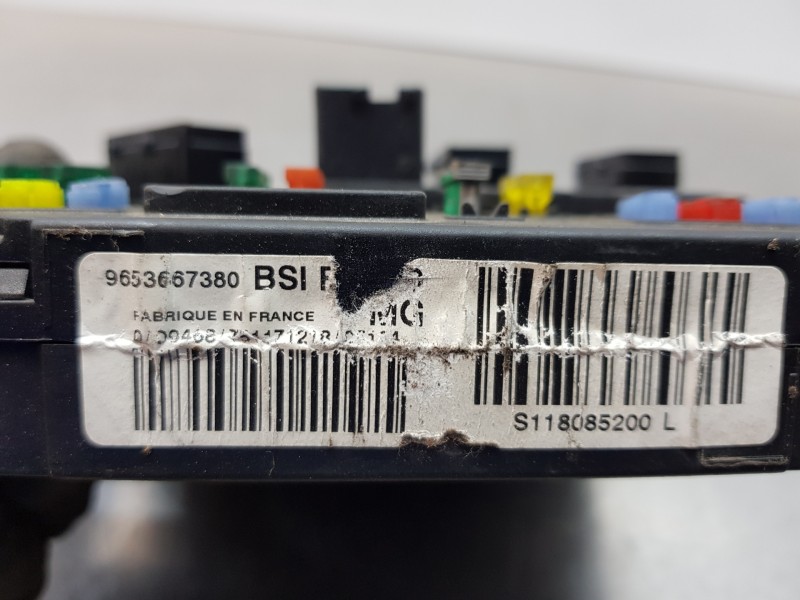 9653667380 BSI
FABRIQUE EN FRANCE MG
S118085200 L